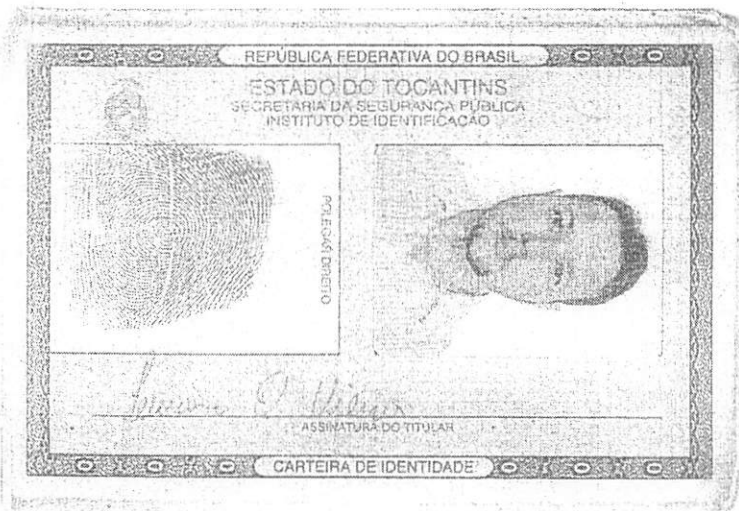 REPÚBLICA FEDERATIVA DO BRASIL
ESTADO DO TOCANTINS
SECRETARIA DA SEGURANÇA PÚBLICA
INSTITUTO DE IDENTIFICAÇÃO
POLEGAR DIREITO
ASSINATURA DO TITULAR
CARTEIRA DE IDENTIDADE